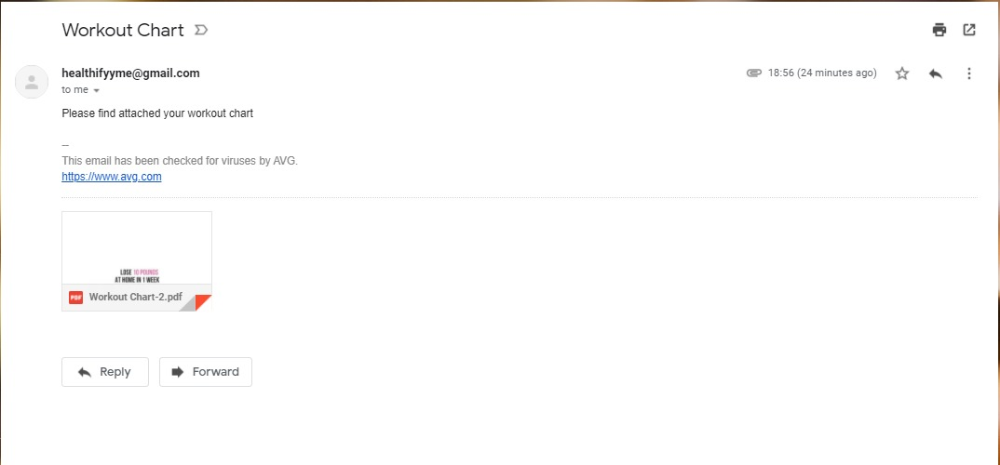 Workout Chart
healthifyyme@gmail.com
18:56 (24 minutes ago)
to me
Please find attached your workout chart
--
This email has been checked for viruses by AVG.
https://www.avg.com
LOSE 10 POUNDS
AT HOME IN 1 WEEK
PDF Workout Chart-2.pdf
Reply Forward